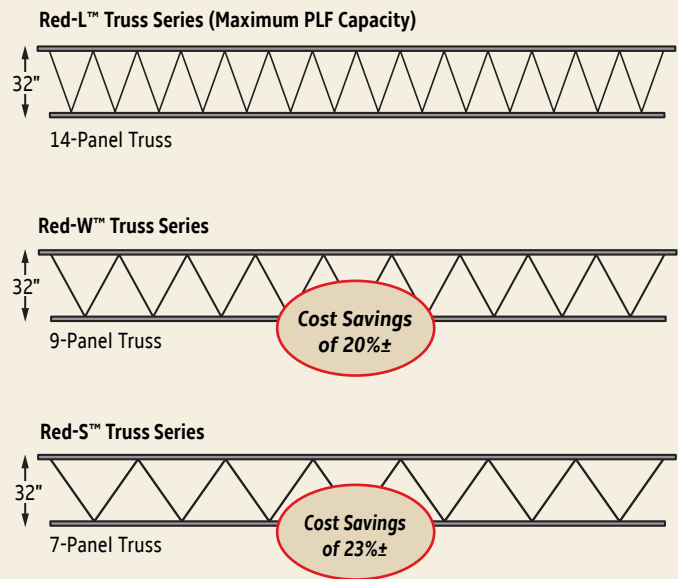 Red-L™ Truss Series (Maximum PLF Capacity)
32"
14-Panel Truss
Red-W™ Truss Series
32"
9-Panel Truss
Cost Savings
of 20%±
Red-S™ Truss Series
32"
7-Panel Truss
Cost Savings
of 23%±